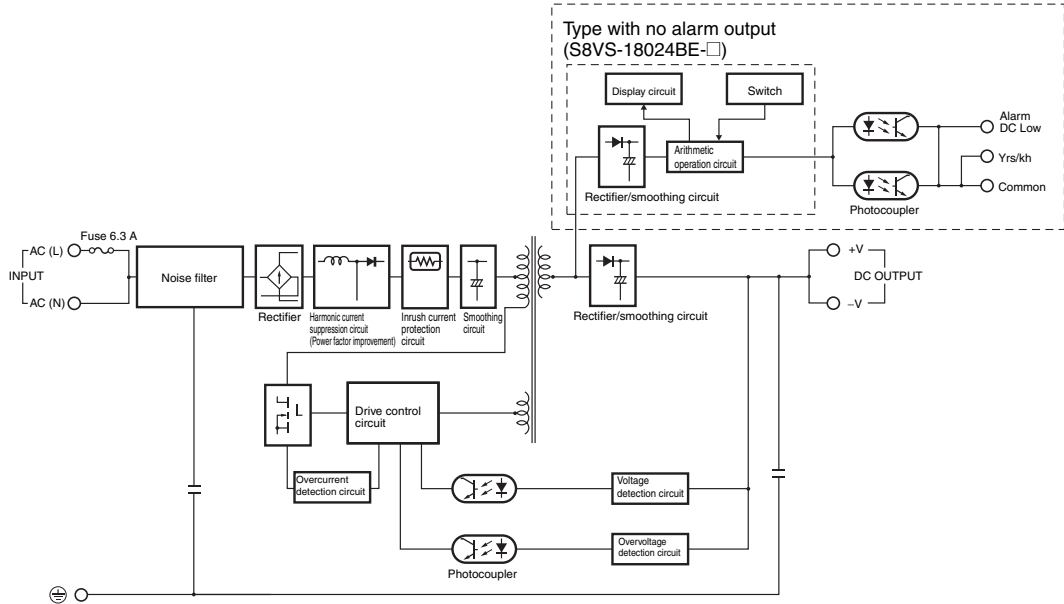 Type with no alarm output
(S8VS-18024BE-□)
Display circuit
Switch
Arithmetic
operation circuit
Rectifier/smoothing circuit
Alarm
DC Low
Yrs/kh
Common
Photocoupler
Fuse 6.3 A
AC (L)
INPUT
AC (N)
Noise filter
Rectifier
Harmonic current
suppression circuit
(Power factor improvement)
Inrush current
protection
circuit
Smoothing
circuit
Rectifier/smoothing circuit
+V
DC OUTPUT
–V
Drive control
circuit
Overcurrent
detection circuit
Voltage
detection circuit
Overvoltage
detection circuit
Photocoupler